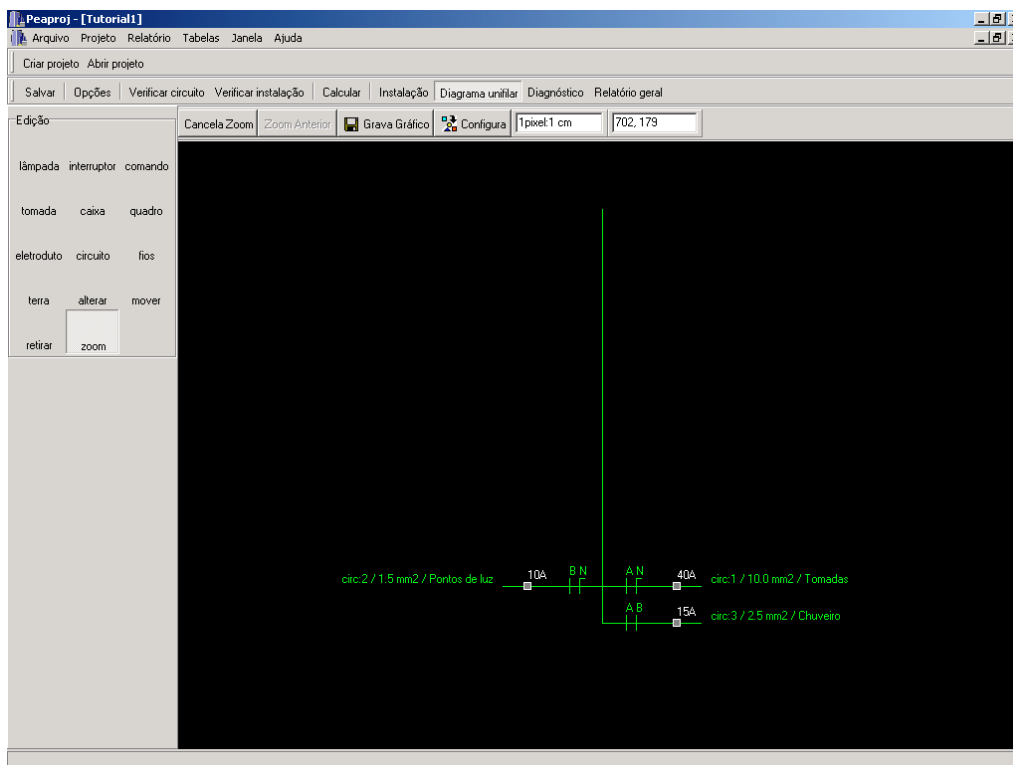 Peaproj - [Tutorial1]
Arquivo Projeto Relatório Tabelas Janela Ajuda
Criar projeto Abrir projeto
Salvar Opções Verificar circuito Verificar instalação Calcular Instalação Diagrama unifilar Diagnóstico Relatório geral
Edição
Cancela Zoom Zoom Anterior Grava Gráfico Configura 1pixel:1 cm 702, 179
lâmpada interruptor comando
tomada caixa quadro
eletroduto circuito fios
terra alterar mover
retirar zoom
circ:2 / 1.5 mm2 / Pontos de luz 10A B N A N 40A circ:1 / 10.0 mm2 / Tomadas
A B 15A circ:3 / 2.5 mm2 / Chuveiro